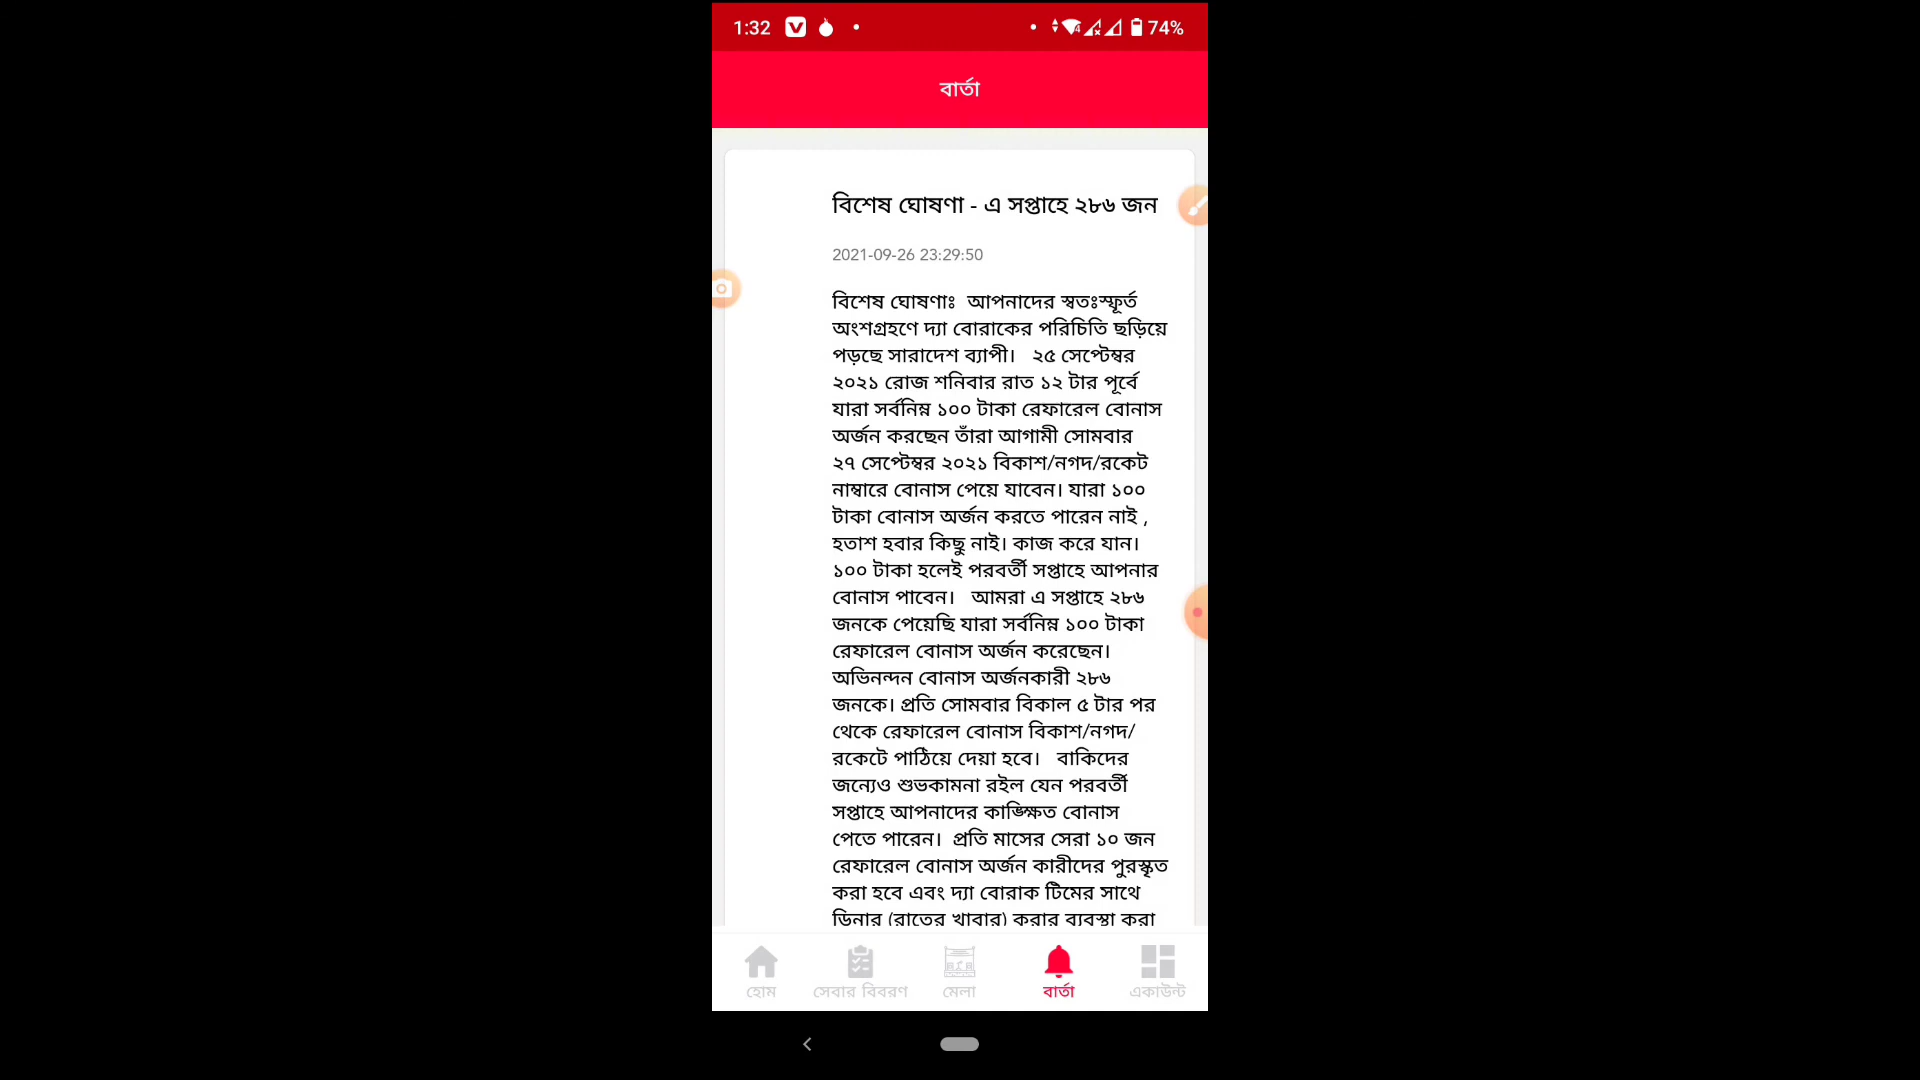 1:32
74%
বার্তা
বিশেষ ঘোষণা - এ সপ্তাহে ২৮৬ জন
2021-09-26 23:29:50
বিশেষ ঘোষণাঃ আপনাদের স্বতঃস্ফূর্ত
অংশগ্রহণে দ্যা বোরাকের পরিচিতি ছড়িয়ে
পড়ছে সারাদেশ ব্যাপী। ২৫ সেপ্টেম্বর
২০২১ রোজ শনিবার রাত ১২ টার পূর্বে
যারা সর্বনিম্ন ১০০ টাকা রেফারেল বোনাস
অর্জন করছেন তাঁরা আগামী সোমবার
২৭ সেপ্টেম্বর ২০২১ বিকাশ/নগদ/রকেট
নাম্বারে বোনাস পেয়ে যাবেন। যারা ১০০
টাকা বোনাস অর্জন করতে পারেন নাই ,
হতাশ হবার কিছু নাই। কাজ করে যান।
১০০ টাকা হলেই পরবর্তী সপ্তাহে আপনার
বোনাস পাবেন। আমরা এ সপ্তাহে ২৮৬
জনকে পেয়েছি যারা সর্বনিম্ন ১০০ টাকা
রেফারেল বোনাস অর্জন করেছেন।
অভিনন্দন বোনাস অর্জনকারী ২৮৬
জনকে। প্রতি সোমবার বিকাল ৫ টার পর
থেকে রেফারেল বোনাস বিকাশ/নগদ/
রকেটে পাঠিয়ে দেয়া হবে। বাকিদের
জন্যেও শুভকামনা রইল যেন পরবর্তী
সপ্তাহে আপনাদের কাঙ্ক্ষিত বোনাস
পেতে পারেন। প্রতি মাসের সেরা ১০ জন
রেফারেল বোনাস অর্জন কারীদের পুরস্কৃত
করা হবে এবং দ্যা বোরাক টিমের সাথে
ডিনার (রাতের খাবার) করার ব্যবস্থা করা
হোম
সেবার বিবরণ
মেলা
বার্তা
একাউন্ট